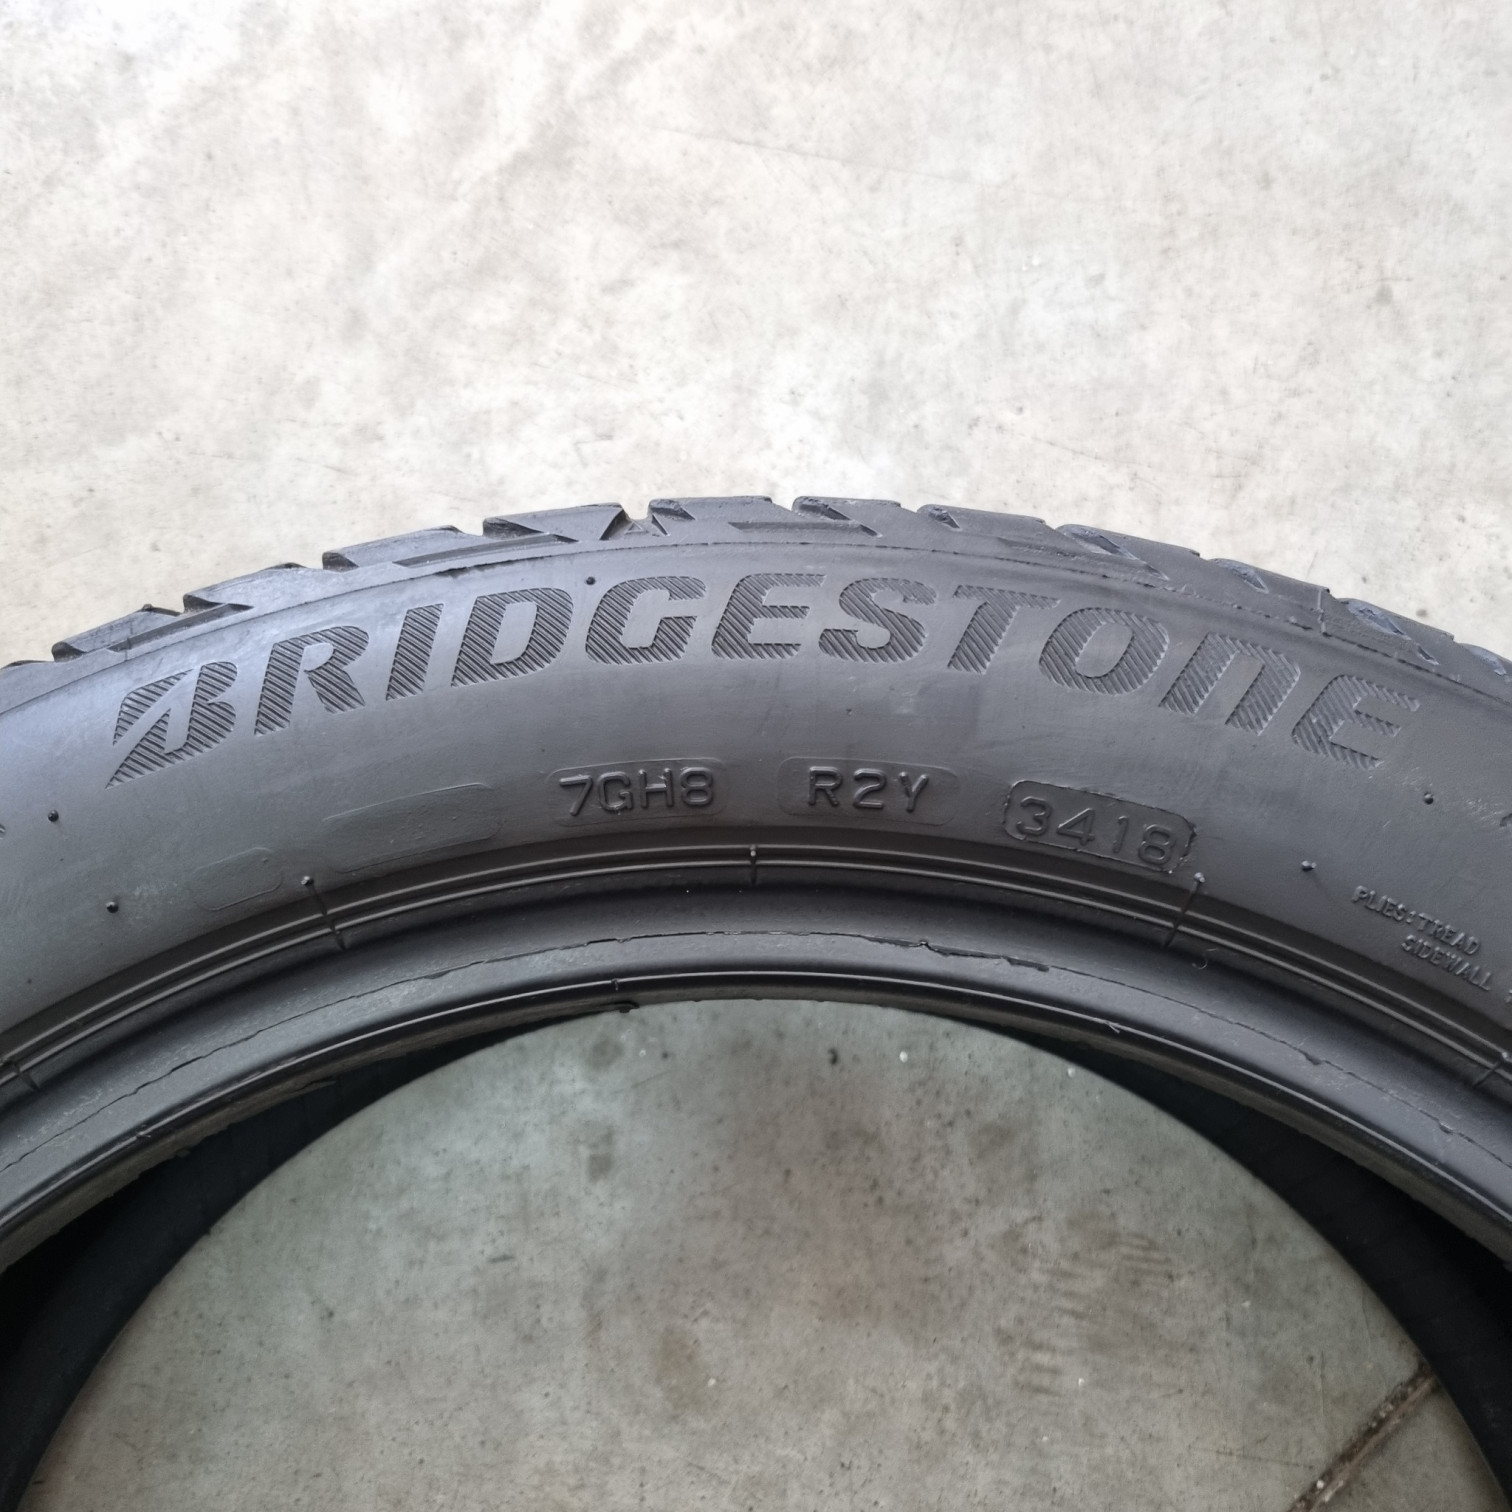 BRIDGESTONE
7GH8 R2Y 3418
PLIES: TREAD
SIDEWALL